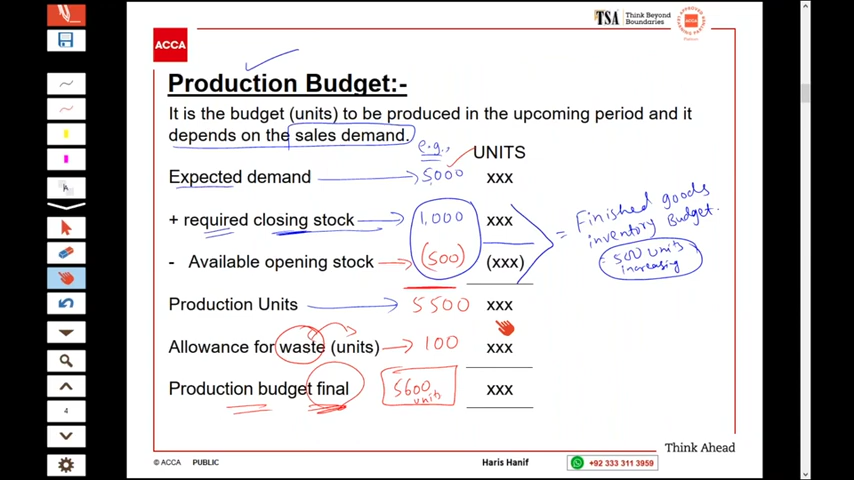 TSA Think Beyond Boundaries
ACCA
Production Budget:-
It is the budget (units) to be produced in the upcoming period and it
depends on the sales demand.
e.g,
UNITS
Expected demand 5000 xxx
+ required closing stock 1,000 xxx
- Available opening stock (500) (xxx)
= Finished goods
inventory Budget.
500 units
increasing
Production Units 5500 xxx
Allowance for waste (units) 100 xxx
Production budget final 5600 units xxx
Think Ahead
© ACCA PUBLIC Haris Hanif +92 333 311 3959
4